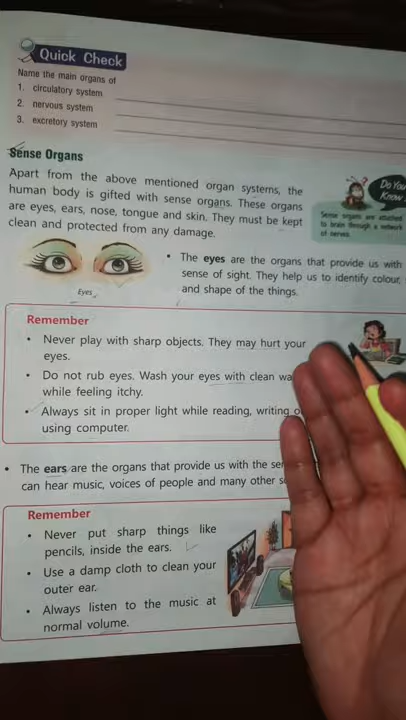 Quick Check
Name the main organs of
1. circulatory system
2. nervous system
3. excretory system
Sense Organs
Apart from the above mentioned organ systems, the
human body is gifted with sense organs. These organs
are eyes, ears, nose, tongue and skin. They must be kept
clean and protected from any damage.
Do You
Know
Sense organs are attached
to brain through a network
of nerves.
• The eyes are the organs that provide us with
sense of sight. They help us to identify colour,
and shape of the things.
Eyes
Remember
• Never play with sharp objects. They may hurt your
eyes.
• Do not rub eyes. Wash your eyes with clean
while feeling itchy.
• Always sit in proper light while reading, writing
using computer.
• The ears are the organs that provide us with the
can hear music, voices of people and many other
Remember
• Never put sharp things like
pencils, inside the ears.
• Use a damp cloth to clean your
outer ear.
• Always listen to the music at
normal volume.